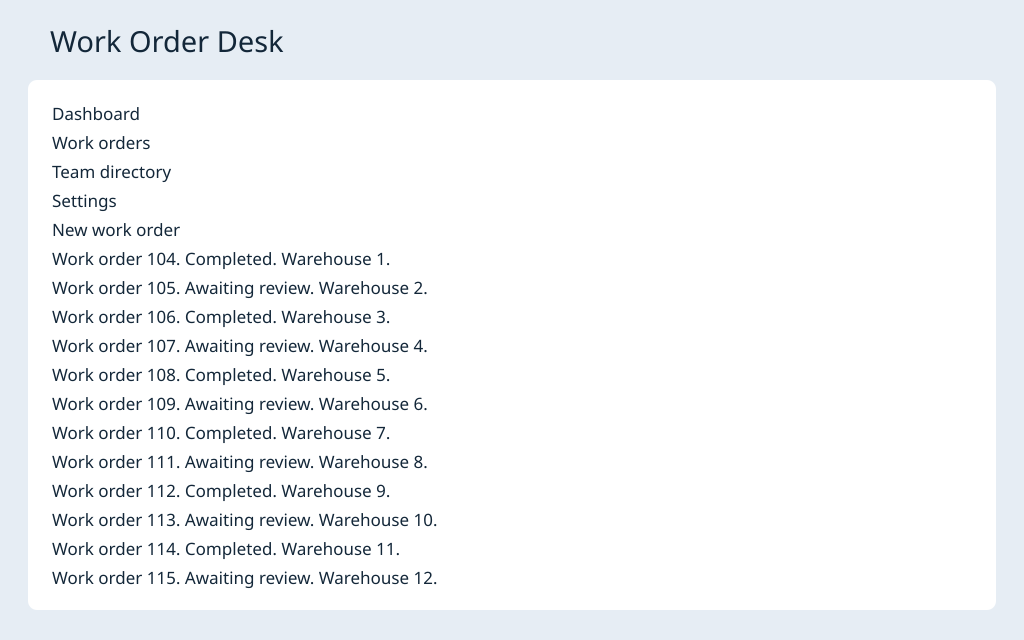 Work Order Desk
Dashboard
Work orders
Team directory
Settings
New work order
Work order 104. Completed. Warehouse 1.
Work order 105. Awaiting review. Warehouse 2.
Work order 106. Completed. Warehouse 3.
Work order 107. Awaiting review. Warehouse 4.
Work order 108. Completed. Warehouse 5.
Work order 109. Awaiting review. Warehouse 6.
Work order 110. Completed. Warehouse 7.
Work order 111. Awaiting review. Warehouse 8.
Work order 112. Completed. Warehouse 9.
Work order 113. Awaiting review. Warehouse 10.
Work order 114. Completed. Warehouse 11.
Work order 115. Awaiting review. Warehouse 12.